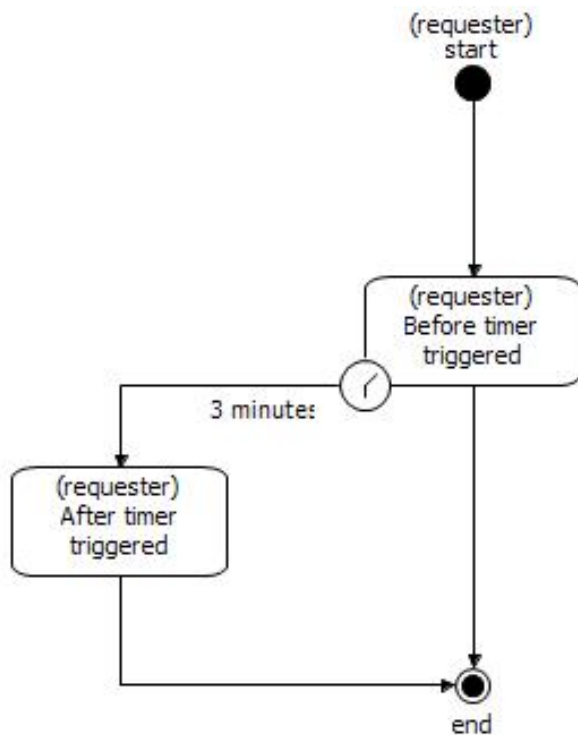 (requester)
start
(requester)
Before timer
triggered
3 minutes
(requester)
After timer
triggered
end